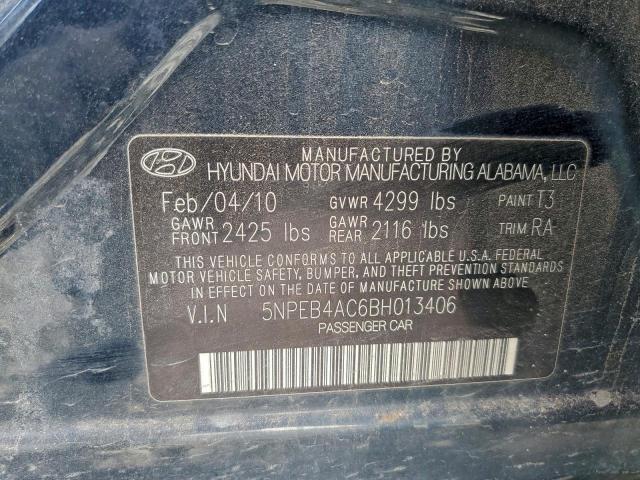 MANUFACTURED BY
HYUNDAI MOTOR MANUFACTURING ALABAMA, LLC
Feb/04/10 GVWR 4299 lbs PAINT T3
GAWR FRONT 2425 lbs GAWR REAR 2116 lbs TRIM RA
THIS VEHICLE CONFORMS TO ALL APPLICABLE U.S.A. FEDERAL
MOTOR VEHICLE SAFETY, BUMPER, AND THEFT PREVENTION STANDARDS
IN EFFECT ON THE DATE OF MANUFACTURE SHOWN ABOVE
V.I.N 5NPEB4AC6BH013406
PASSENGER CAR